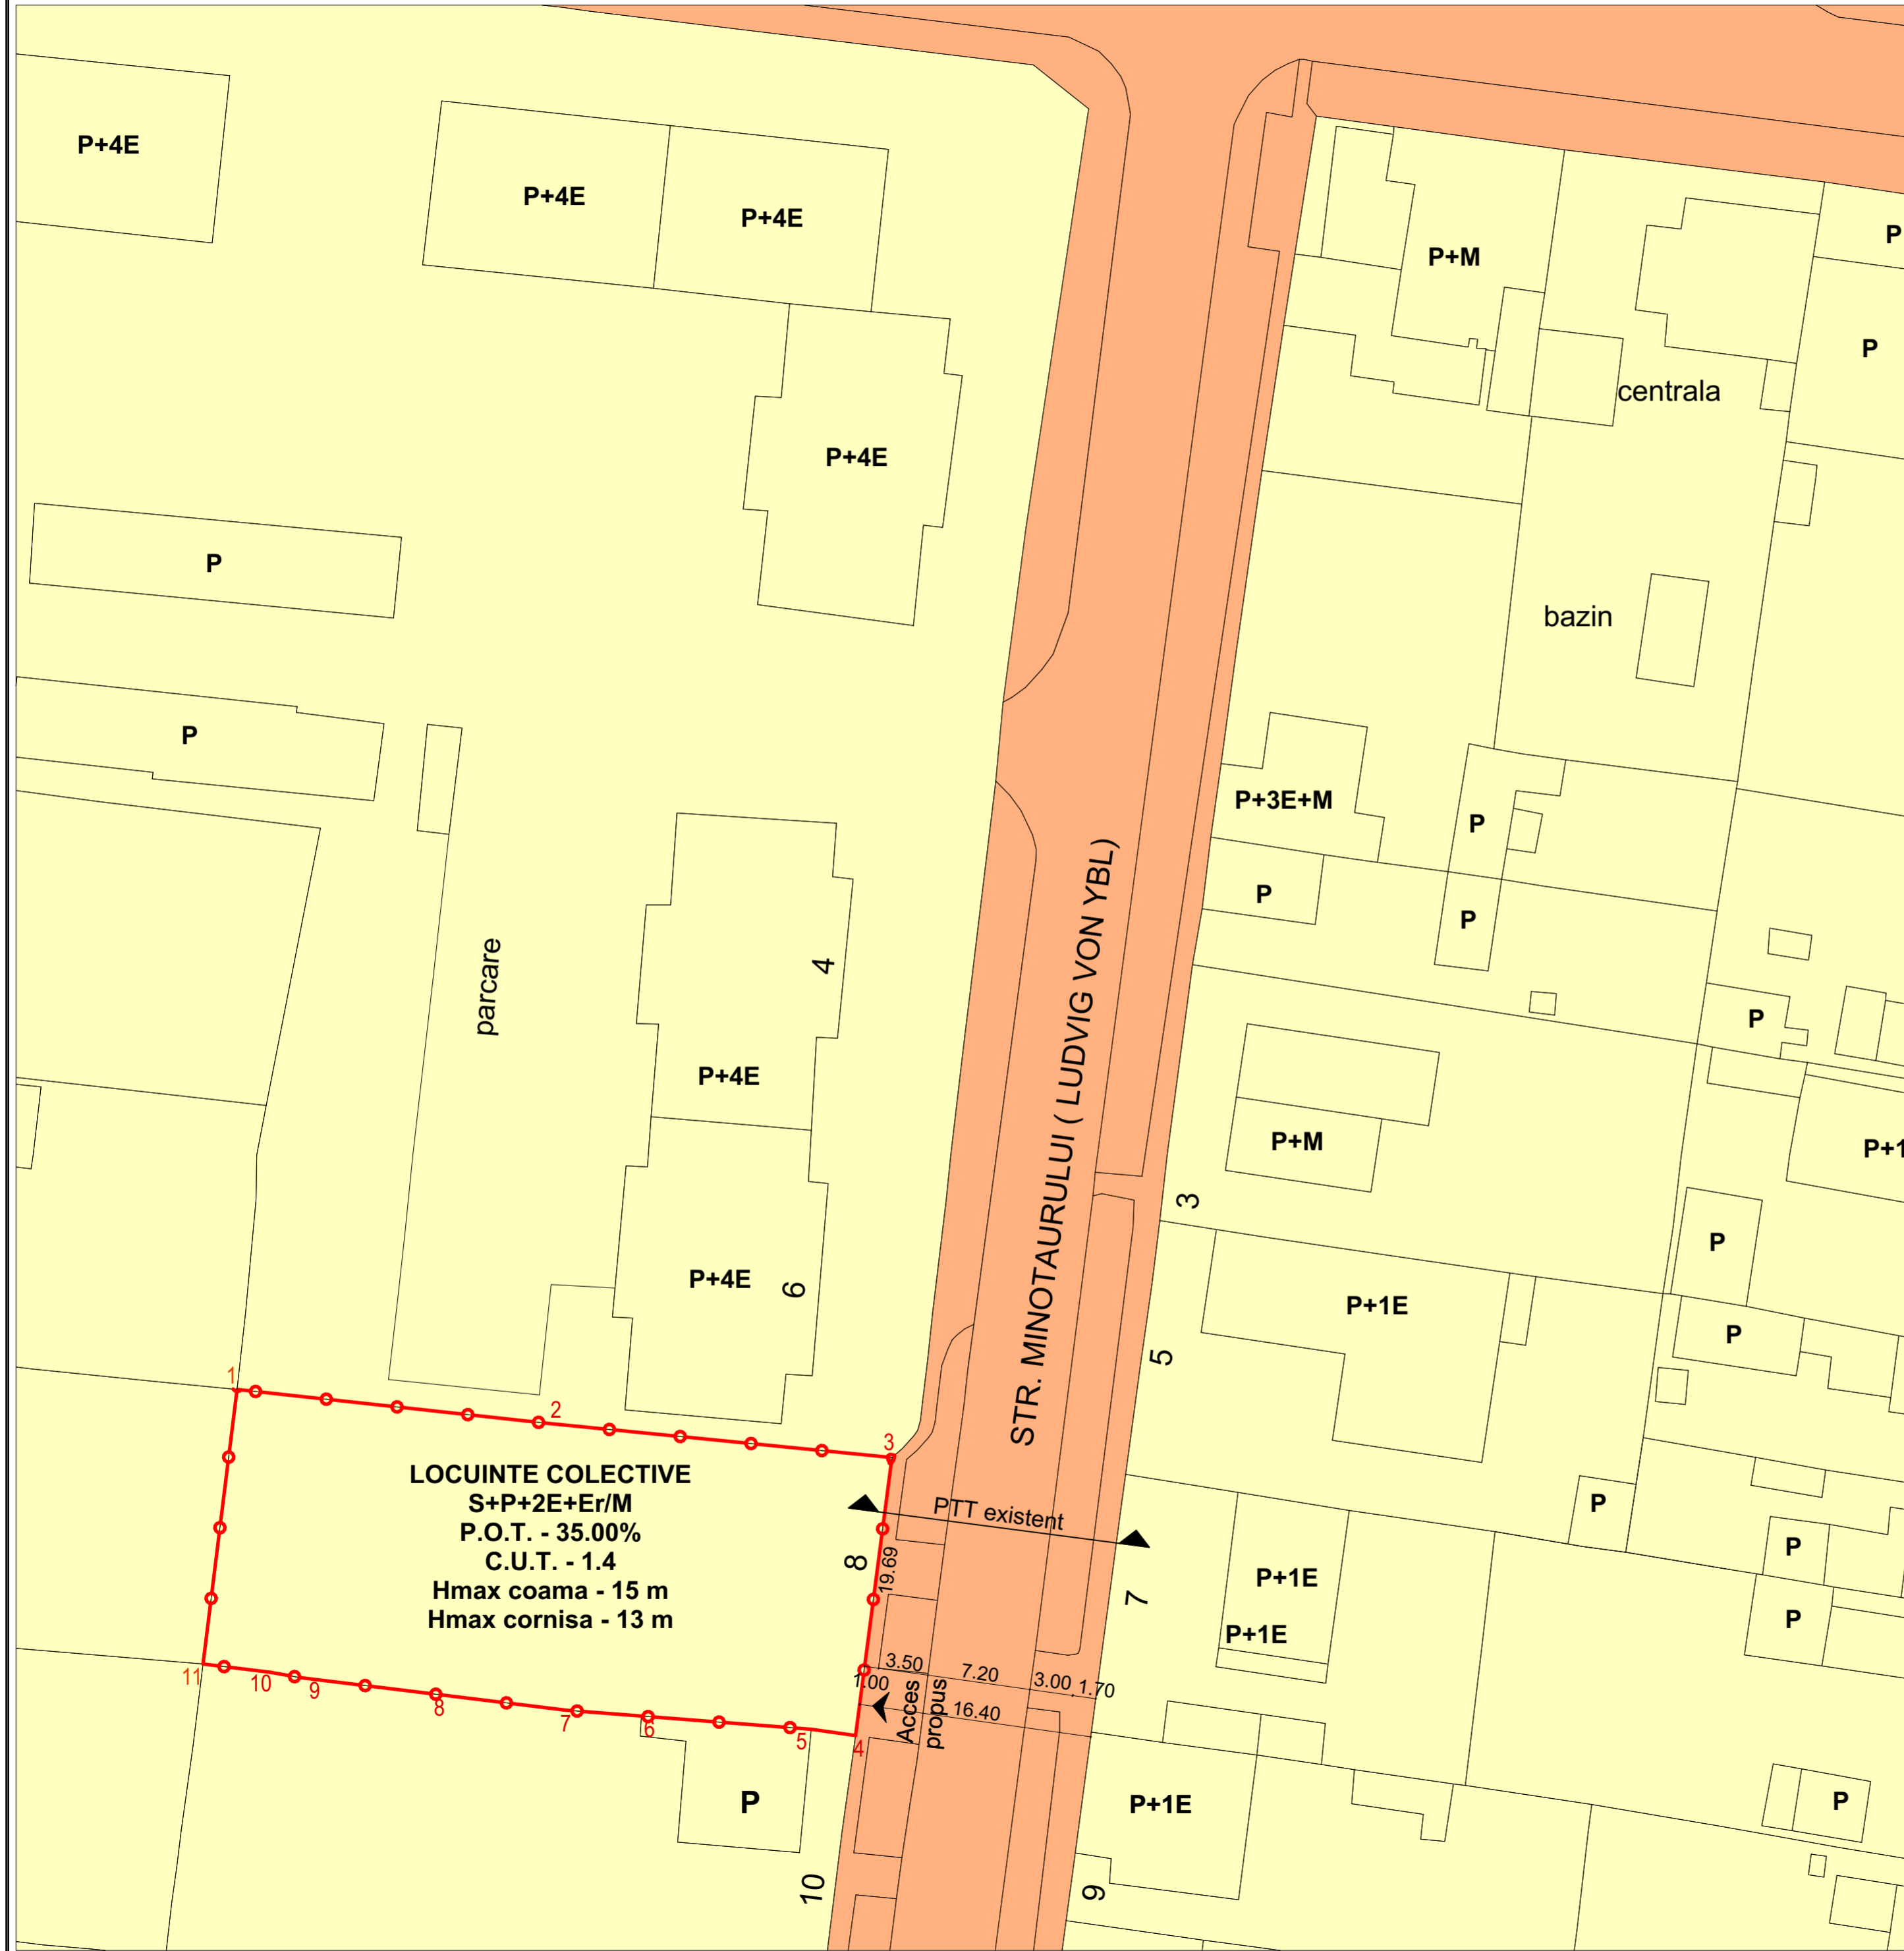 P+4E
P+4E
P+4E
P+M
P
P
centrala
P+4E
P
bazin
P
P+3E+M
P
P
P
parcare
4
STR. MINOTAURULUI ( LUDVIG VON YBL)
P
P+4E
P+M
P+1
3
P
P+4E
6
P+1E
P
5
1
2
3
LOCUINTE COLECTIVE
S+P+2E+Er/M
P.O.T. - 35.00%
C.U.T. - 1.4
Hmax coama - 15 m
Hmax cornisa - 13 m
PTT existent
P
8
19.69
7
P+1E
P+1E
P
P
11
10
9
8
7
6
5
4
1.00
3.50
7.20
3.00
1.70
16.40
Acces
propus
P
P+1E
P
10
9